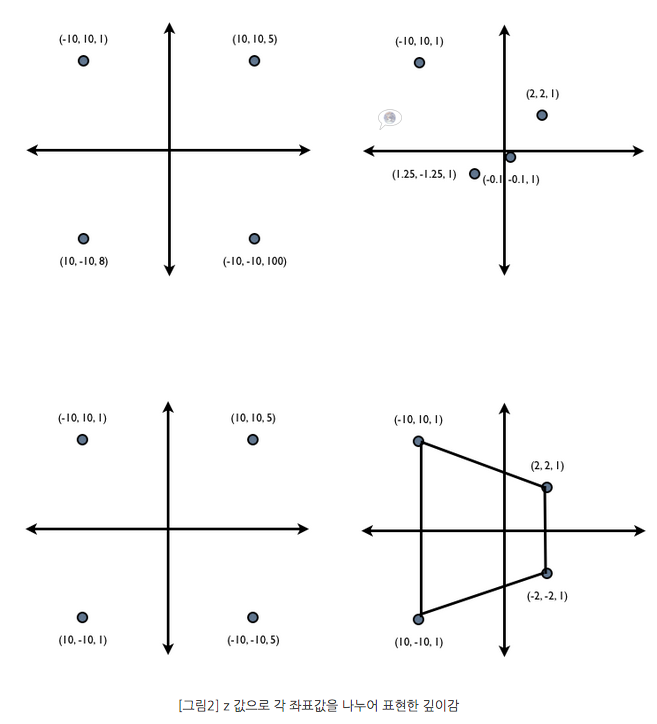 (-10, 10, 1)
(10, 10, 5)
(10, -10, 8)
(-10, -10, 100)
(-10, 10, 1)
(2, 2, 1)
(1.25, -1.25, 1)
(-0.1, -0.1, 1)
(-10, 10, 1)
(10, 10, 5)
(10, -10, 1)
(-10, -10, 5)
(-10, 10, 1)
(2, 2, 1)
(-2, -2, 1)
(10, -10, 1)
[그림2] z 값으로 각 좌표값을 나누어 표현한 깊이감